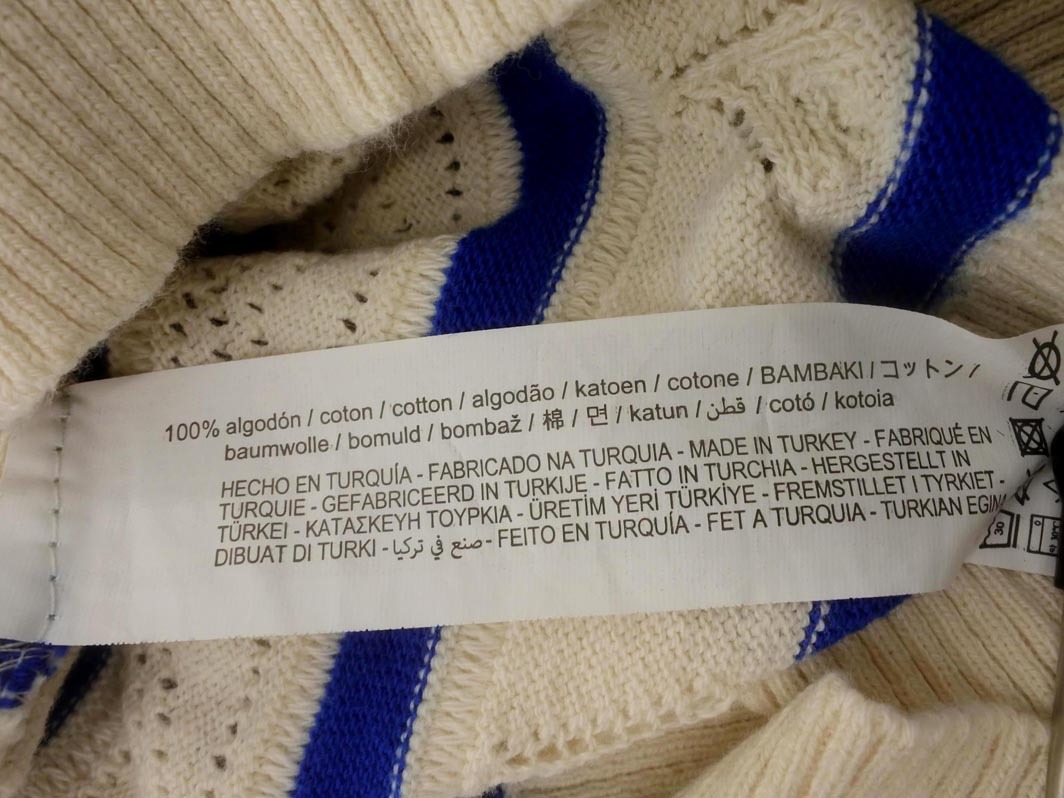 100% algodón / coton / cotton / algodão / katoen / cotone / BAMBAKI / コットン /
baumwolle / bomuld / bombaž / 棉 / 면 / katun / قطن / cotó / kotoia
HECHO EN TURQUÍA - FABRICADO NA TURQUIA - MADE IN TURKEY - FABRIQUÉ EN
TURQUIE - GEFABRICEERD IN TURKIJE - FATTO IN TURCHIA - HERGESTELLT IN
TÜRKEI - ΚΑΤΑΣΚΕΥΗ ΤΟΥΡΚΙΑ - ÜRETİM YERİ TÜRKİYE - FREMSTILLET I TYRKIET -
DIBUAT DI TURKI - صنع في تركيا - FEITO EN TURQUÍA - FET A TURQUIA - TURKIAN EGINA
30